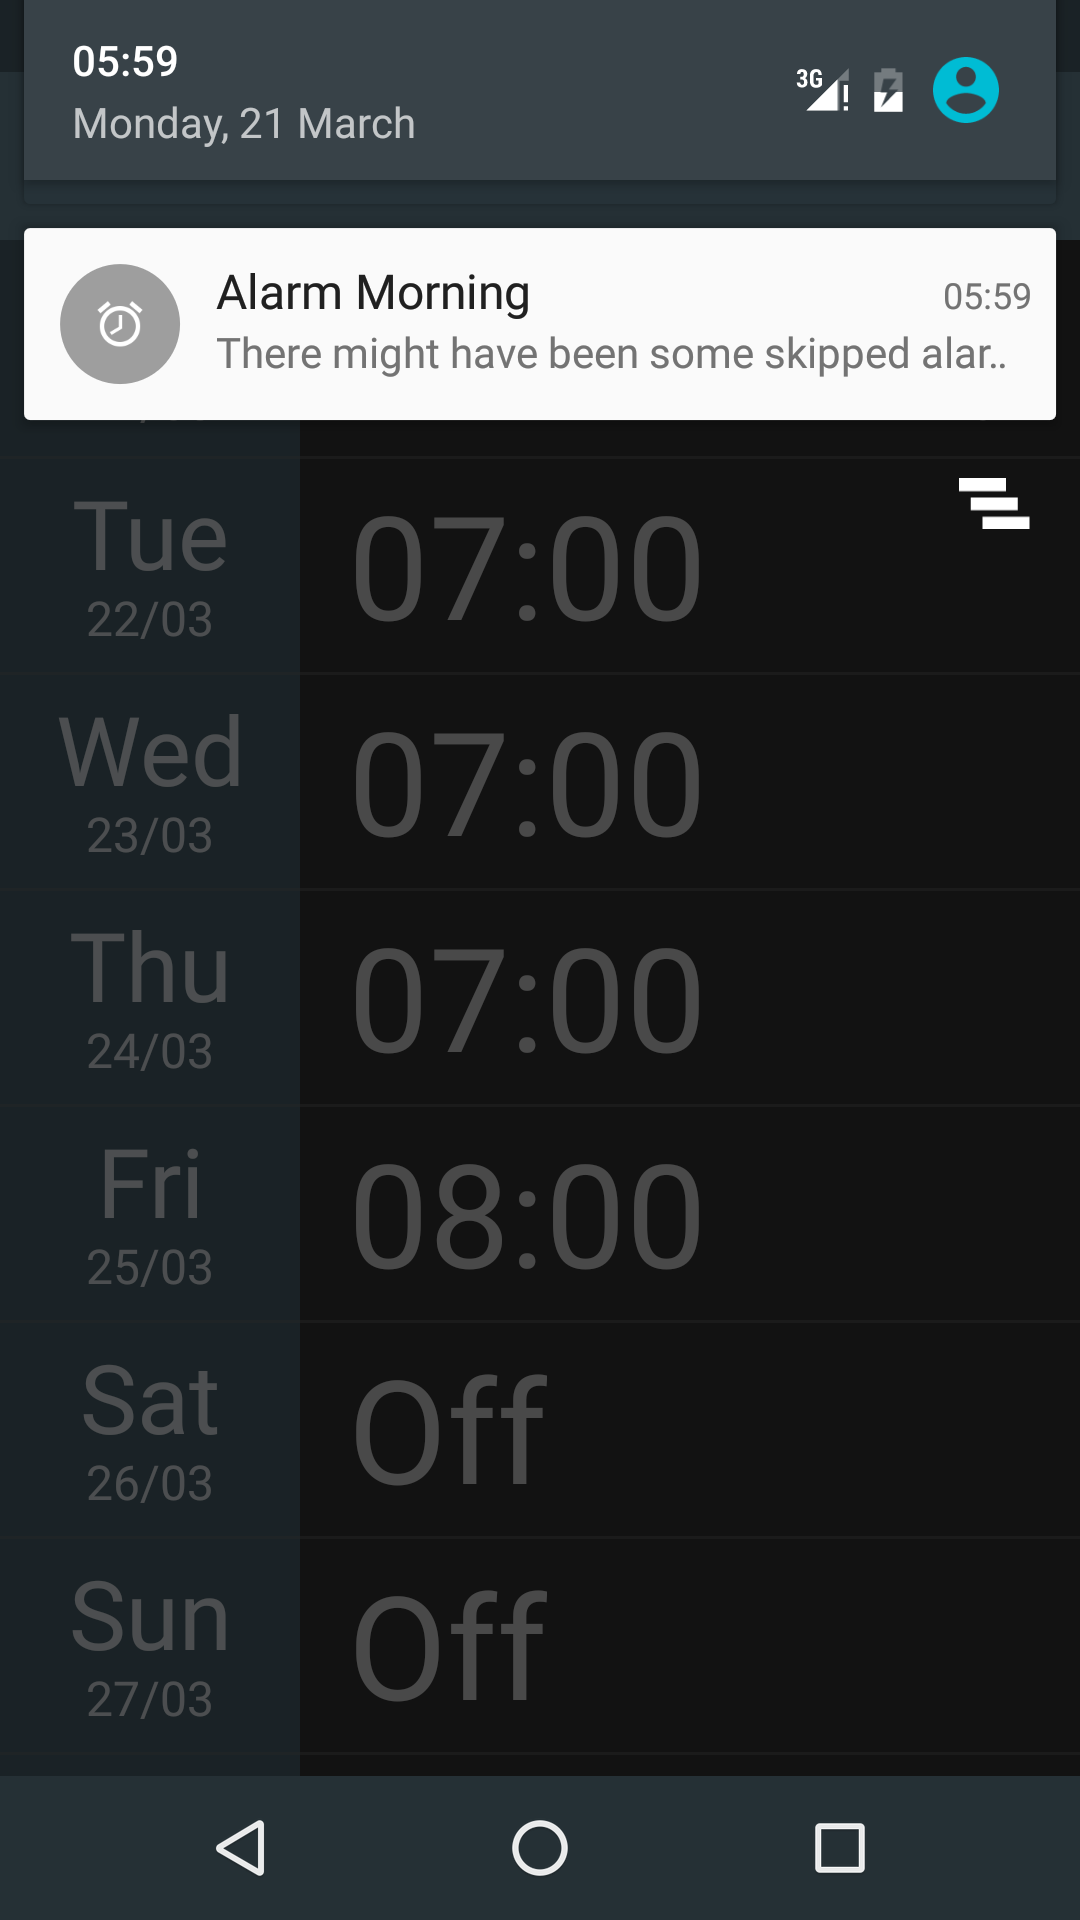 05:59
Monday, 21 March
3G
Alarm Morning
05:59
There might have been some skipped alar..
Tue
22/03
07:00
Wed
23/03
07:00
Thu
24/03
07:00
Fri
25/03
08:00
Sat
26/03
Off
Sun
27/03
Off